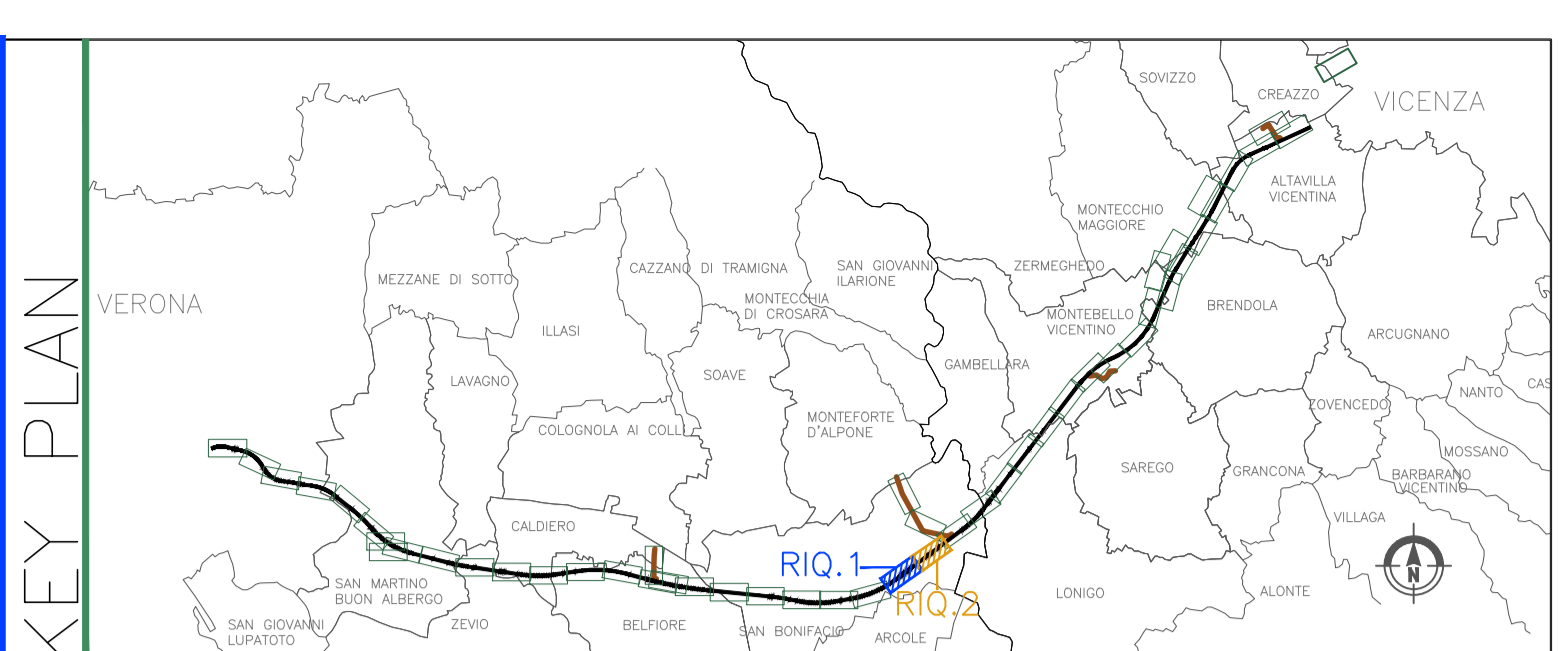 KEY PLAN
SOVIZZO
CREAZZO
VICENZA
ALTAVILLA
VICENTINA
MONTECCHIO
MAGGIORE
MEZZANE DI SOTTO
CAZZANO DI TRAMIGNA
SAN GIOVANNI
ILARIONE
ZERMEGHEDO
VERONA
MONTECCHIA
DI CROSARA
MONTEBELLO
VICENTINO
BRENDOLA
ILLASI
ARCUGNANO
GAMBELLARA
LAVAGNO
SOAVE
NANTO
CAS
ZOVENCEDO
COLOGNOLA AI COLLI
MONTEFORTE
D'ALPONE
MOSSANO
SAREGO
GRANCONA
BARBARANO
VICENTINO
VILLAGA
CALDIERO
RIQ.1
N
SAN MARTINO
BUON ALBERGO
LONIGO
ALONTE
RIQ.2
SAN GIOVANNI
LUPATOTO
ZEVIO
BELFIORE
SAN BONIFACIO
ARCOLE